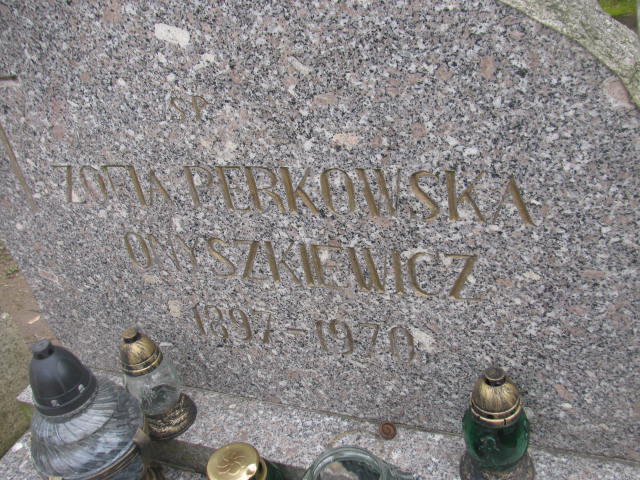 ŚP
ZOFIA PERKOWSKA
ONYSZKIEWICZ
1897-1970